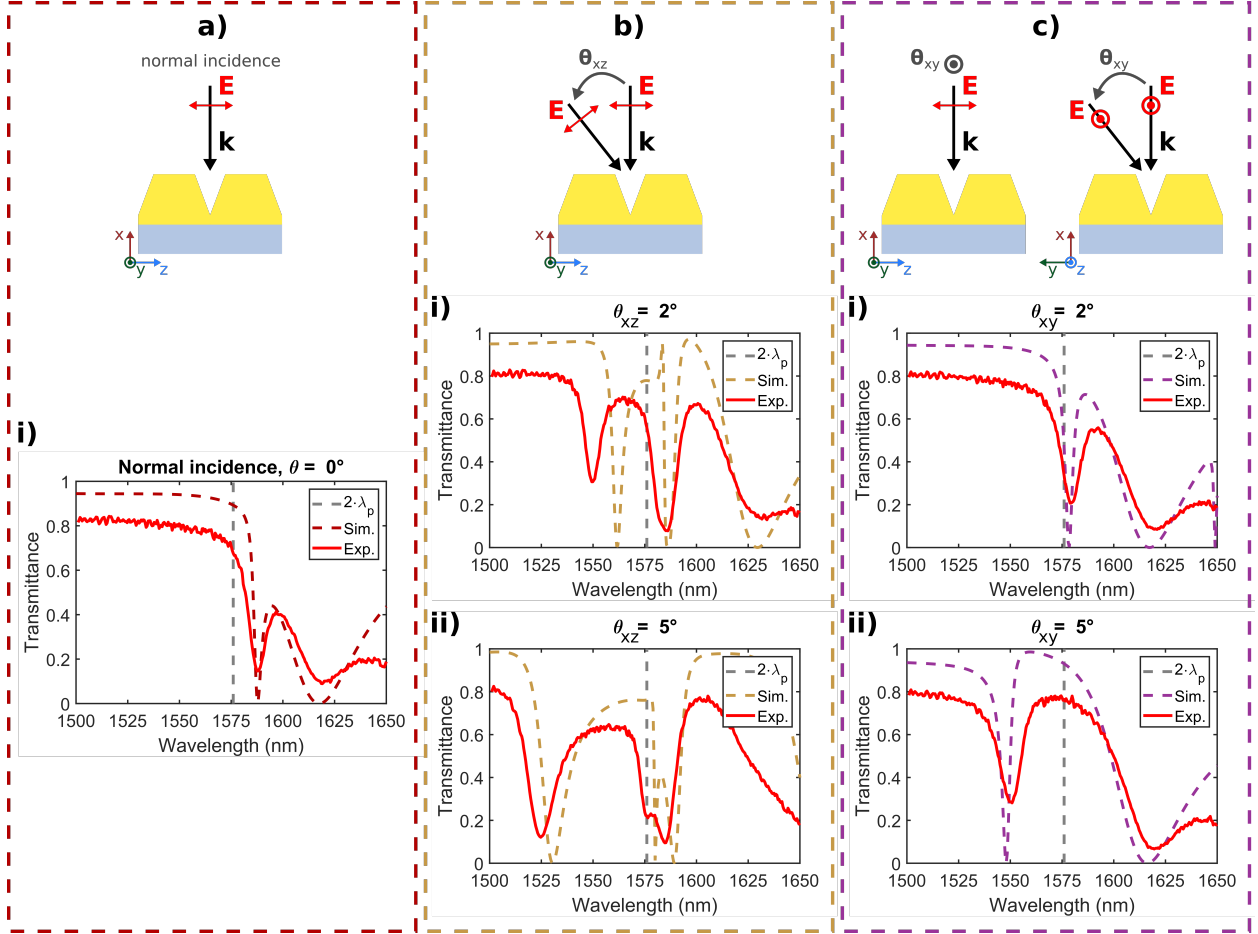 a)
normal incidence
E
k
x
y
z
i)
Normal incidence, θ = 0°
Transmittance
1
0.8
0.6
0.4
0.2
0
2·λp
Sim.
Exp.
1500 1525 1550 1575 1600 1625 1650
Wavelength (nm)
b)
θxz
E
E
k
x
y
z
i)
θxz = 2°
Transmittance
1
0.8
0.6
0.4
0.2
0
2·λp
Sim.
Exp.
1500 1525 1550 1575 1600 1625 1650
Wavelength (nm)
ii)
θxz = 5°
Transmittance
1
0.8
0.6
0.4
0.2
0
2·λp
Sim.
Exp.
1500 1525 1550 1575 1600 1625 1650
Wavelength (nm)
c)
θxy
E
k
x
y
z
θxy
E
E
k
x
y
z
i)
θxy = 2°
Transmittance
1
0.8
0.6
0.4
0.2
0
2·λp
Sim.
Exp.
1500 1525 1550 1575 1600 1625 1650
Wavelength (nm)
ii)
θxy = 5°
Transmittance
1
0.8
0.6
0.4
0.2
0
2·λp
Sim.
Exp.
1500 1525 1550 1575 1600 1625 1650
Wavelength (nm)